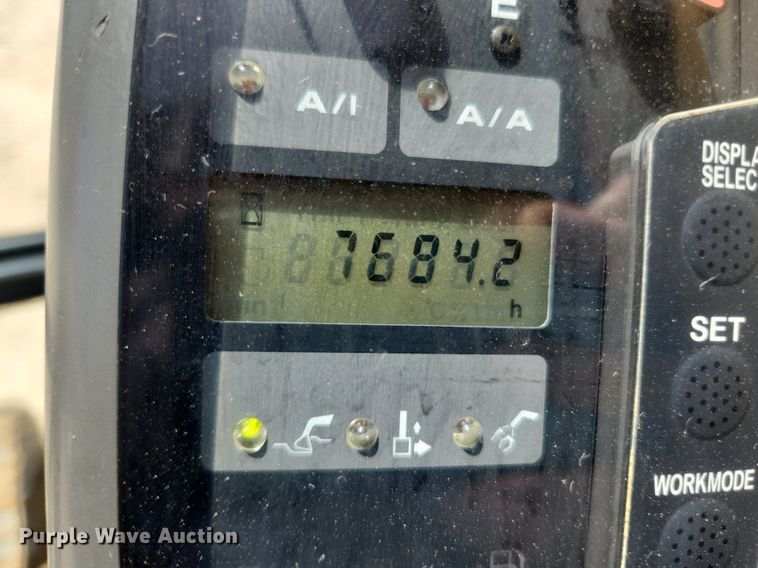 E
A/I
A/A
DISPLA
SELEC
7684.2
h
SET
WORKMODE
Purple Wave Auction